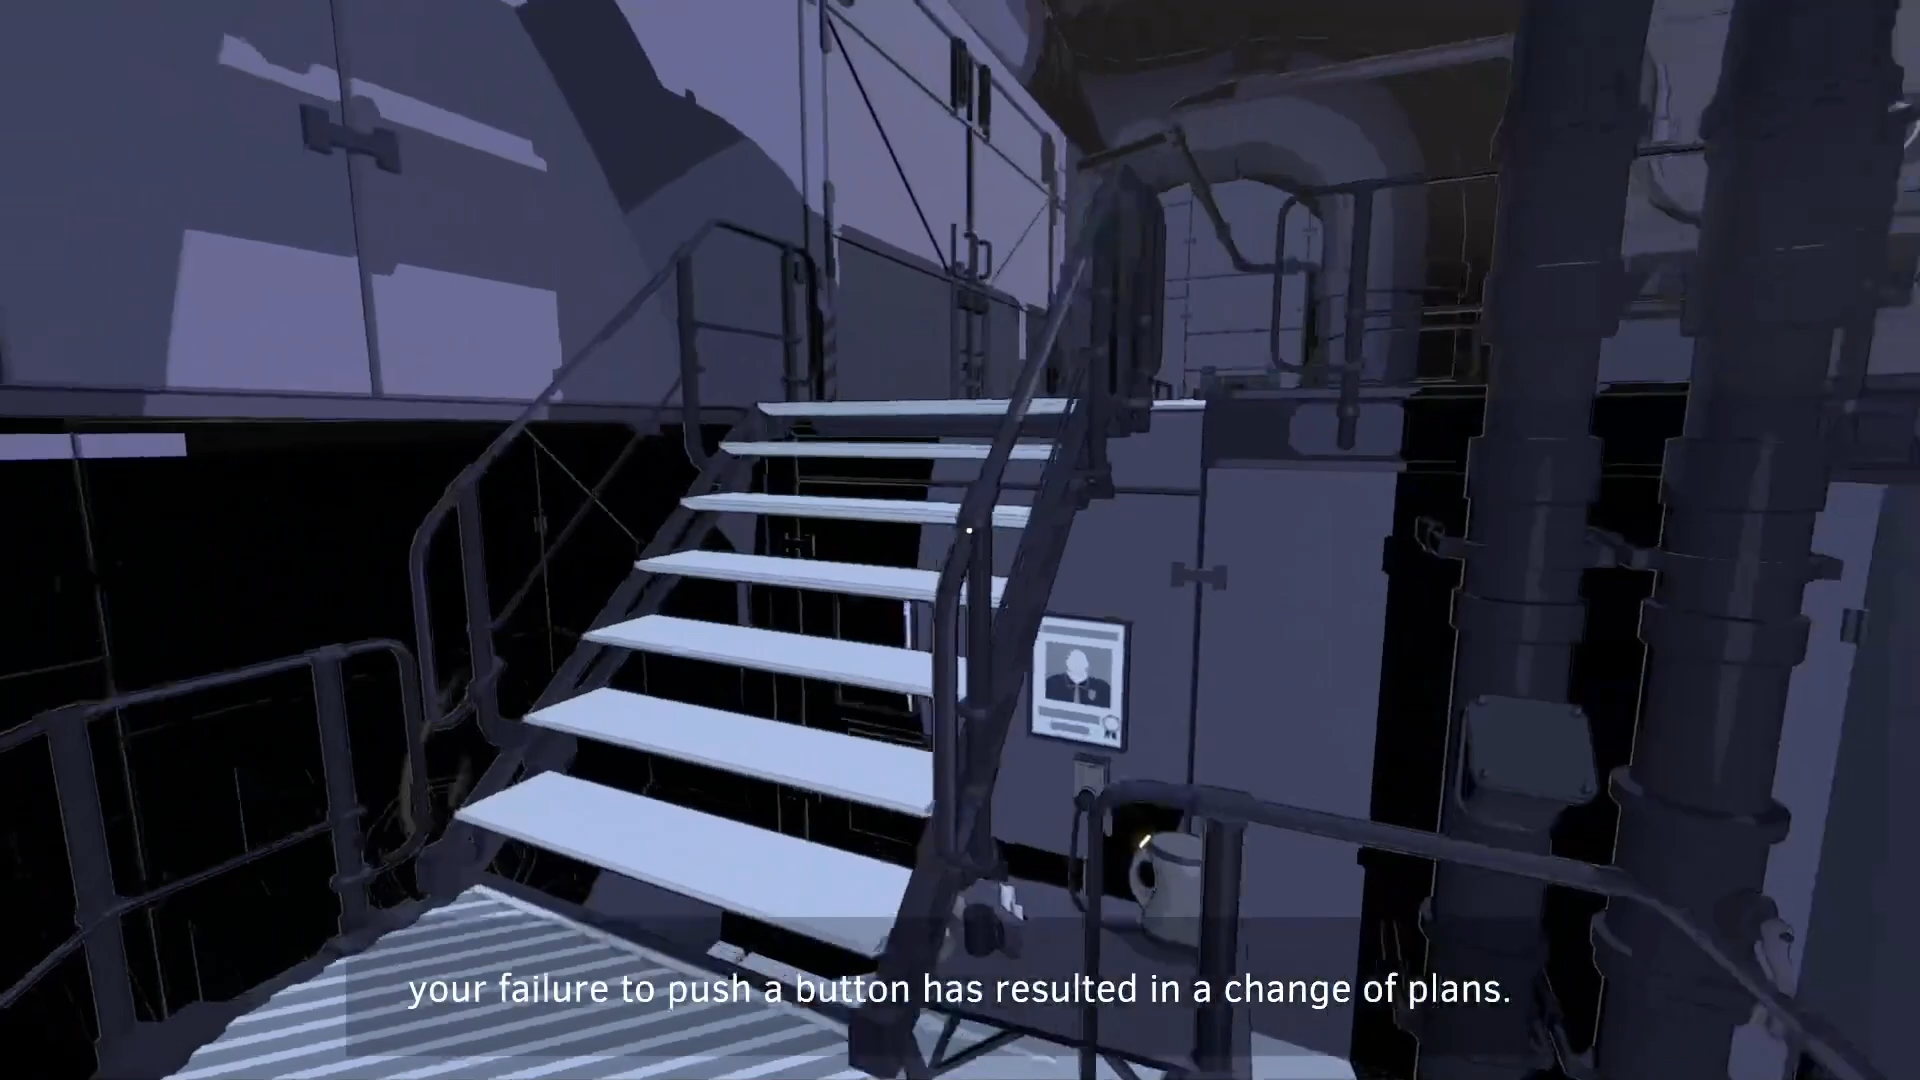 your failure to push a button has resulted in a change of plans.